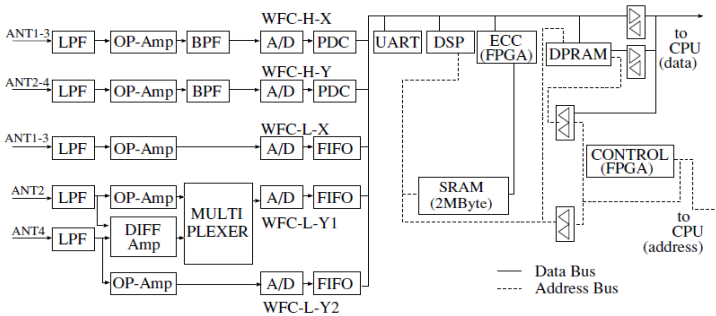 WFC-H-X
ANT1-3 LPF OP-Amp BPF A/D PDC
UART DSP ECC
(FPGA)
DPRAM
to
CPU
(data)
WFC-H-Y
ANT2-4 LPF OP-Amp BPF A/D PDC
WFC-L-X
ANT1-3 LPF OP-Amp A/D FIFO
CONTROL
(FPGA)
ANT2 LPF OP-Amp A/D FIFO
MULTI
PLEXER
WFC-L-Y1
SRAM
(2MByte)
ANT4 LPF DIFF
Amp
to
CPU
(address)
OP-Amp A/D FIFO
WFC-L-Y2
Data Bus
Address Bus